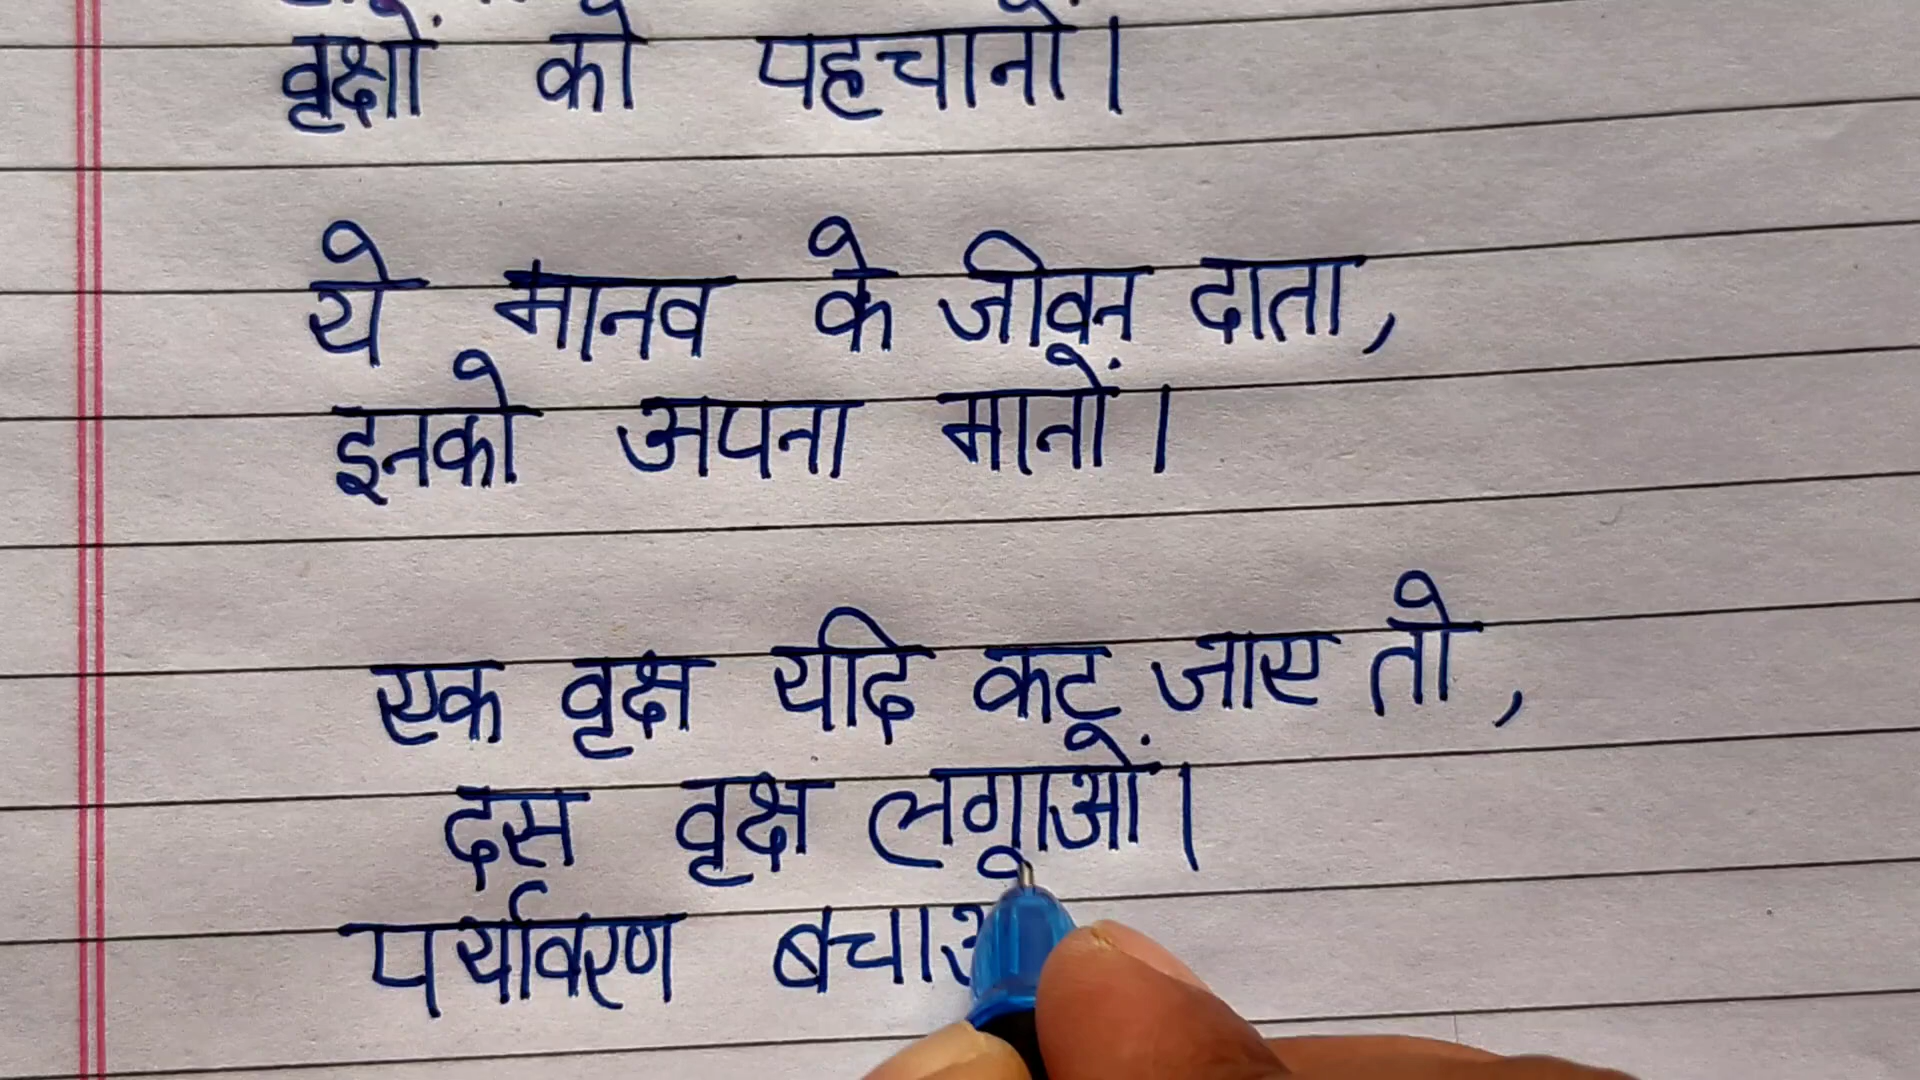 वृक्षों को पहचानों।
ये मानव के जीवन दाता,
इनको अपना मानों।
एक वृक्ष यदि कट जाए तो,
दस वृक्ष लगाओं।
पर्यावरण